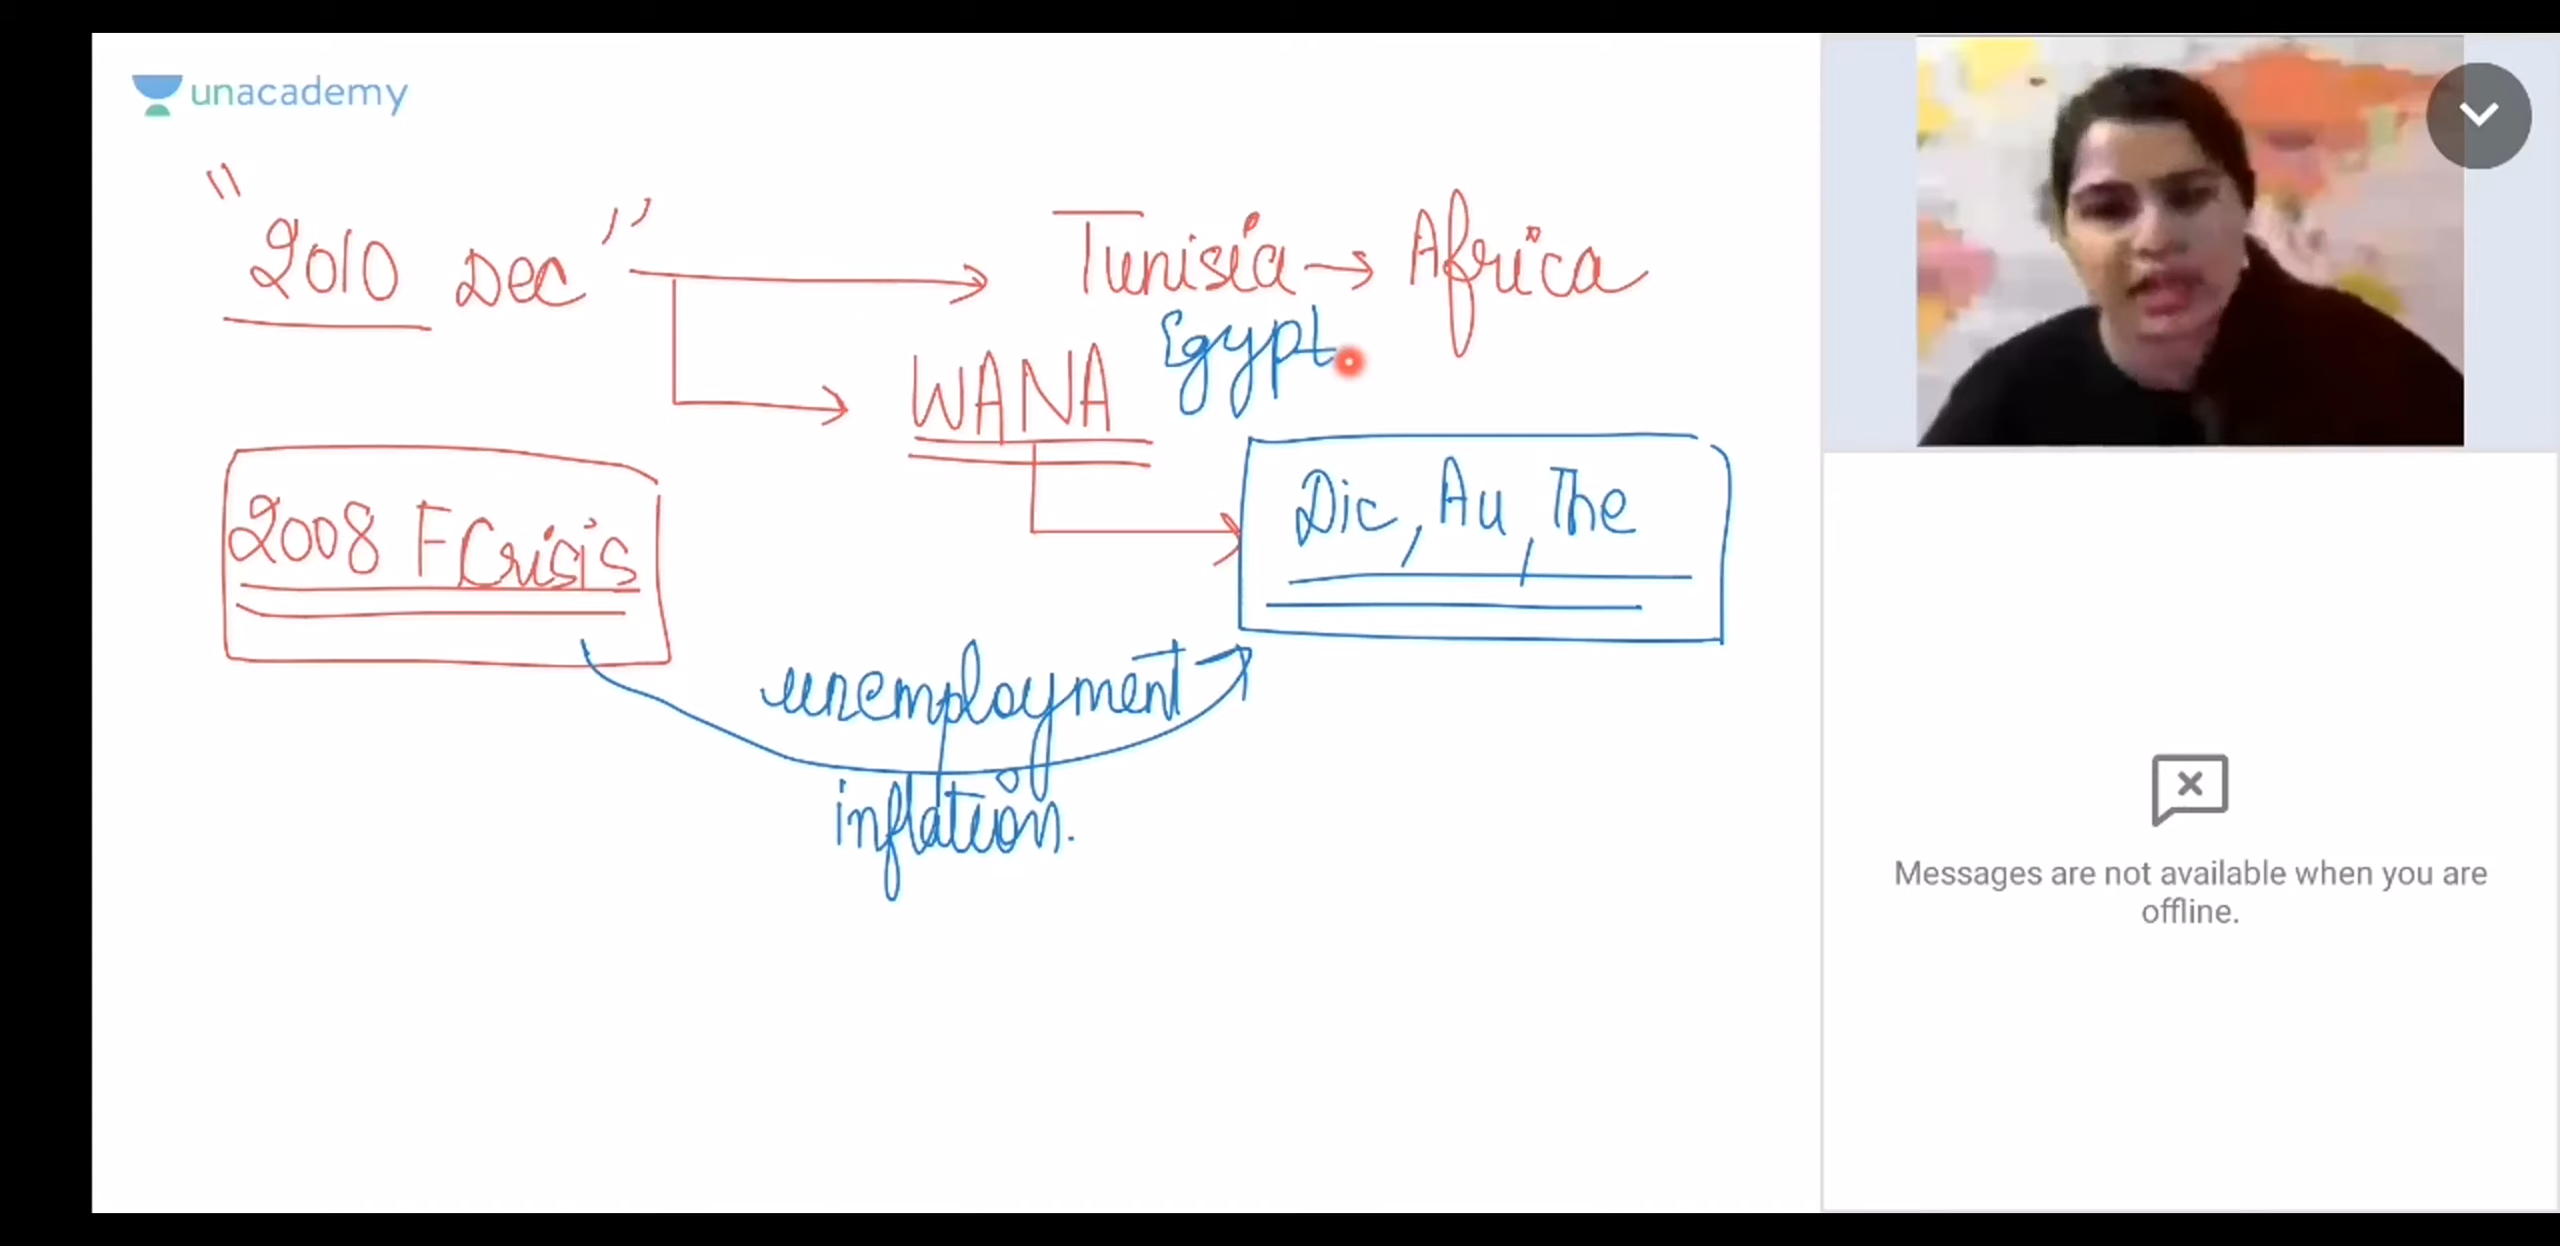 unacademy
"2010 Dec" → Tunisia → Africa
Egypt
WANA
2008 F Crisis
Dic, Au, The
unemployment
inflation.
Messages are not available when you are
offline.